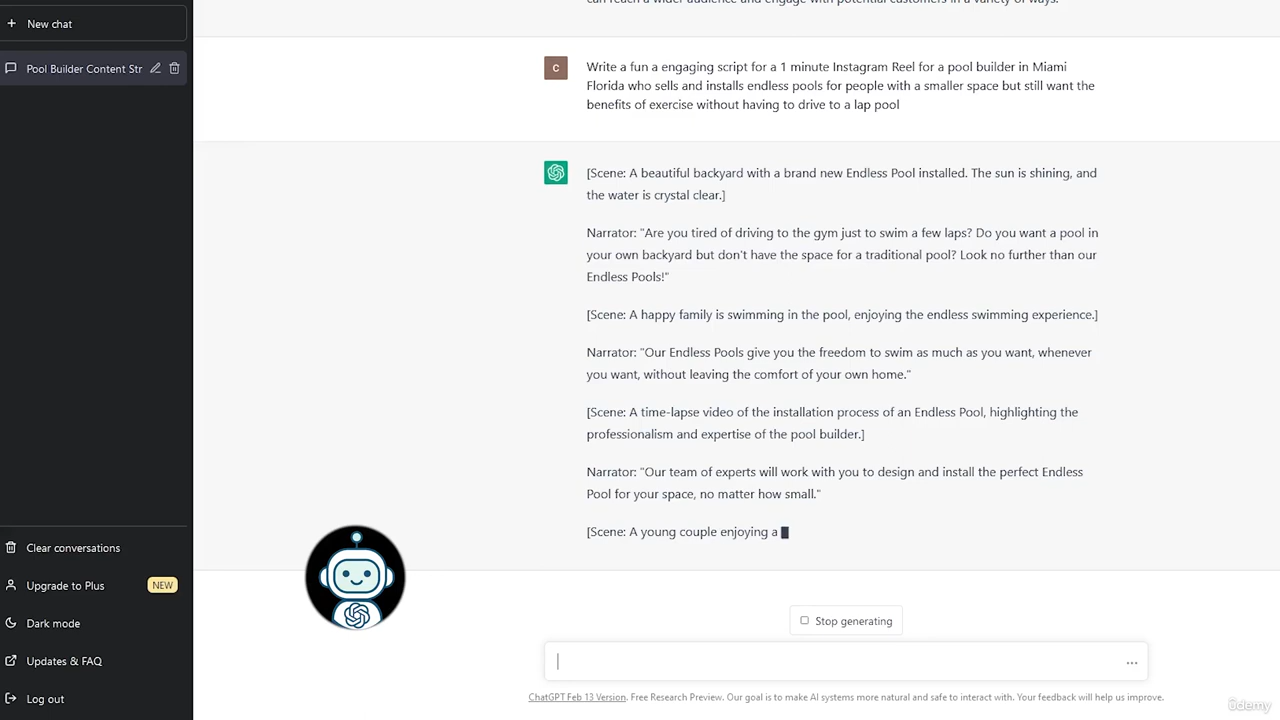 can reach a wider audience and engage with potential customers in a variety of ways.
New chat
Pool Builder Content Str
C
Write a fun a engaging script for a 1 minute Instagram Reel for a pool builder in Miami
Florida who sells and installs endless pools for people with a smaller space but still want the
benefits of exercise without having to drive to a lap pool
[Scene: A beautiful backyard with a brand new Endless Pool installed. The sun is shining, and
the water is crystal clear.]
Narrator: "Are you tired of driving to the gym just to swim a few laps? Do you want a pool in
your own backyard but don't have the space for a traditional pool? Look no further than our
Endless Pools!"
[Scene: A happy family is swimming in the pool, enjoying the endless swimming experience.]
Narrator: "Our Endless Pools give you the freedom to swim as much as you want, whenever
you want, without leaving the comfort of your own home."
[Scene: A time-lapse video of the installation process of an Endless Pool, highlighting the
professionalism and expertise of the pool builder.]
Narrator: "Our team of experts will work with you to design and install the perfect Endless
Pool for your space, no matter how small."
[Scene: A young couple enjoying a
Clear conversations
Upgrade to Plus NEW
Dark mode
Updates & FAQ
Log out
Stop generating
ChatGPT Feb 13 Version. Free Research Preview. Our goal is to make AI systems more natural and safe to interact with. Your feedback will help us improve.
ûdemy